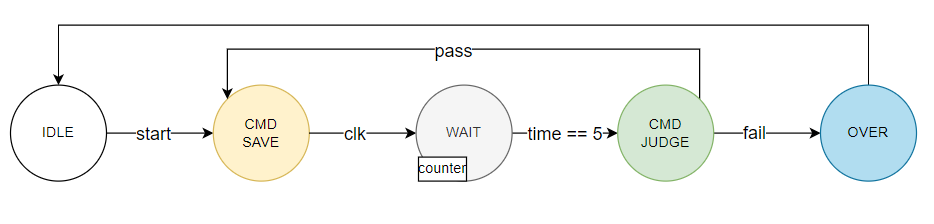 pass
IDLE
start
CMD
SAVE
clk
WAIT
counter
time == 5
CMD
JUDGE
fail
OVER